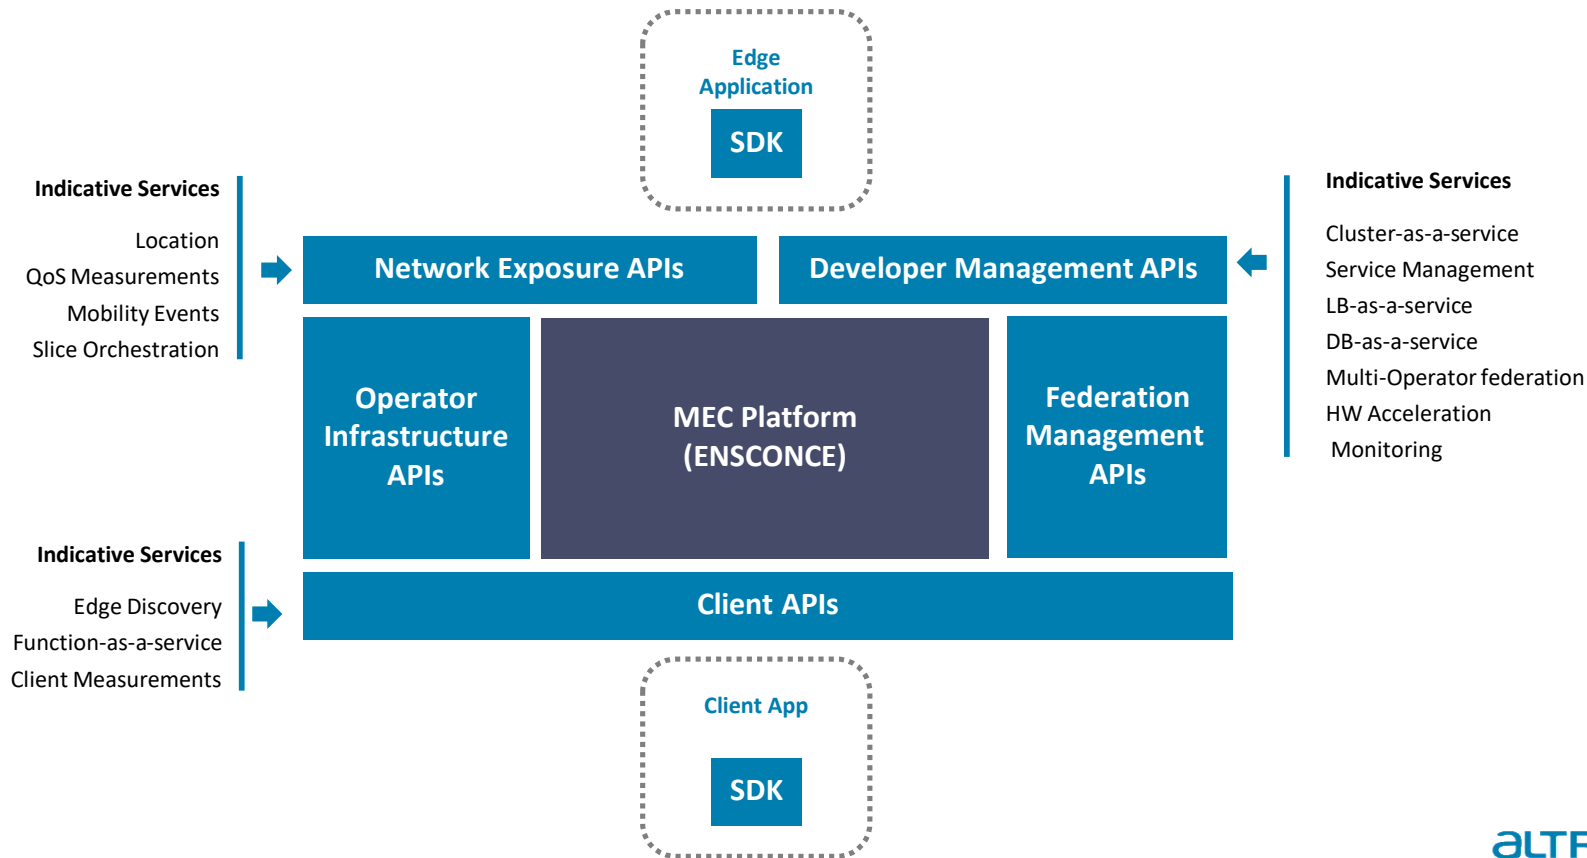 Edge
Application
SDK
Indicative Services
Location
QoS Measurements
Mobility Events
Slice Orchestration
Network Exposure APIs
Developer Management APIs
Indicative Services
Cluster-as-a-service
Service Management
LB-as-a-service
DB-as-a-service
Multi-Operator federation
HW Acceleration
Monitoring
Operator
Infrastructure
APIs
MEC Platform
(ENSCONCE)
Federation
Management
APIs
Indicative Services
Edge Discovery
Function-as-a-service
Client Measurements
Client APIs
Client App
SDK